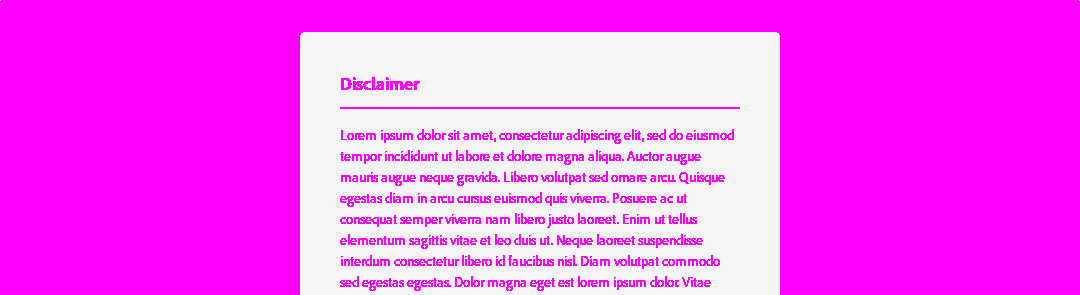 Disclaimer
Lorem ipsum dolor sit amet, consectetur adipiscing elit, sed do eiusmod
tempor incididunt ut labore et dolore magna aliqua. Auctor augue
mauris augue neque gravida. Libero volutpat sed ornare arcu. Quisque
egestas diam in arcu cursus euismod quis viverra. Posuere ac ut
consequat semper viverra nam libero justo laoreet. Enim ut tellus
elementum sagittis vitae et leo duis ut. Neque laoreet suspendisse
interdum consectetur libero id faucibus nisl. Diam volutpat commodo
sed egestas egestas. Dolor magna eget est lorem ipsum dolor. Vitae